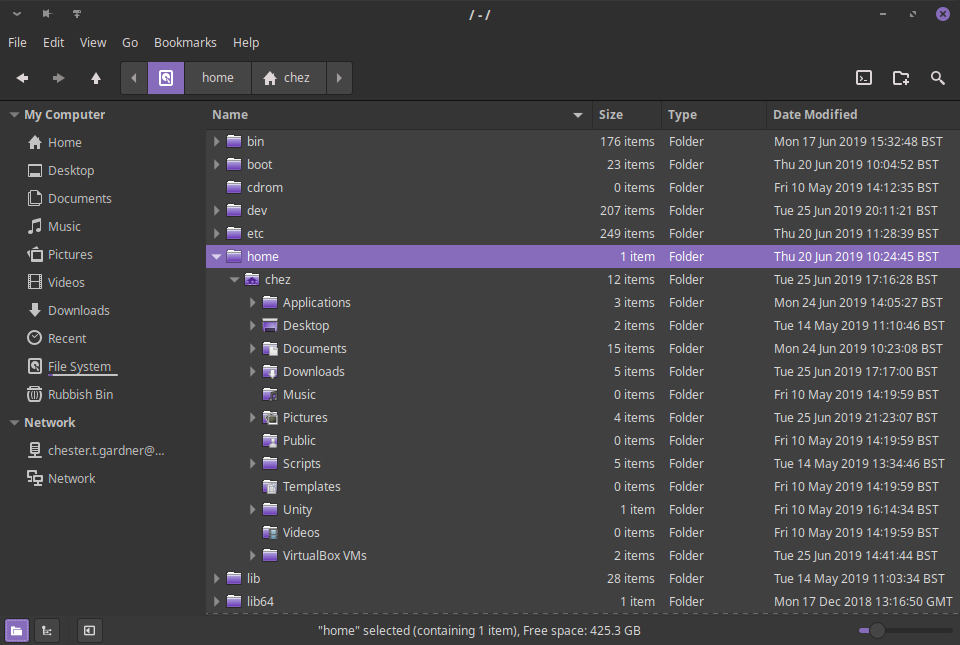 / - /
File Edit View Go Bookmarks Help
home chez
My Computer
Home
Desktop
Documents
Music
Pictures
Videos
Downloads
Recent
File System
Rubbish Bin
Network
chester.t.gardner@...
Network
Name Size Type Date Modified
bin 176 items Folder Mon 17 Jun 2019 15:32:48 BST
boot 23 items Folder Thu 20 Jun 2019 10:04:52 BST
cdrom 0 items Folder Fri 10 May 2019 14:12:35 BST
dev 207 items Folder Tue 25 Jun 2019 20:11:21 BST
etc 249 items Folder Thu 20 Jun 2019 11:28:39 BST
home 1 item Folder Thu 20 Jun 2019 10:24:45 BST
chez 12 items Folder Tue 25 Jun 2019 17:16:28 BST
Applications 3 items Folder Mon 24 Jun 2019 14:05:27 BST
Desktop 2 items Folder Tue 14 May 2019 11:10:46 BST
Documents 15 items Folder Mon 24 Jun 2019 10:23:08 BST
Downloads 5 items Folder Tue 25 Jun 2019 17:17:00 BST
Music 0 items Folder Fri 10 May 2019 14:19:59 BST
Pictures 4 items Folder Tue 25 Jun 2019 21:23:07 BST
Public 0 items Folder Fri 10 May 2019 14:19:59 BST
Scripts 5 items Folder Tue 14 May 2019 13:34:46 BST
Templates 0 items Folder Fri 10 May 2019 14:19:59 BST
Unity 1 item Folder Fri 10 May 2019 16:14:34 BST
Videos 0 items Folder Fri 10 May 2019 14:19:59 BST
VirtualBox VMs 2 items Folder Tue 25 Jun 2019 14:41:44 BST
lib 28 items Folder Tue 14 May 2019 11:03:34 BST
lib64 1 item Folder Mon 17 Dec 2018 13:16:50 GMT
"home" selected (containing 1 item), Free space: 425.3 GB